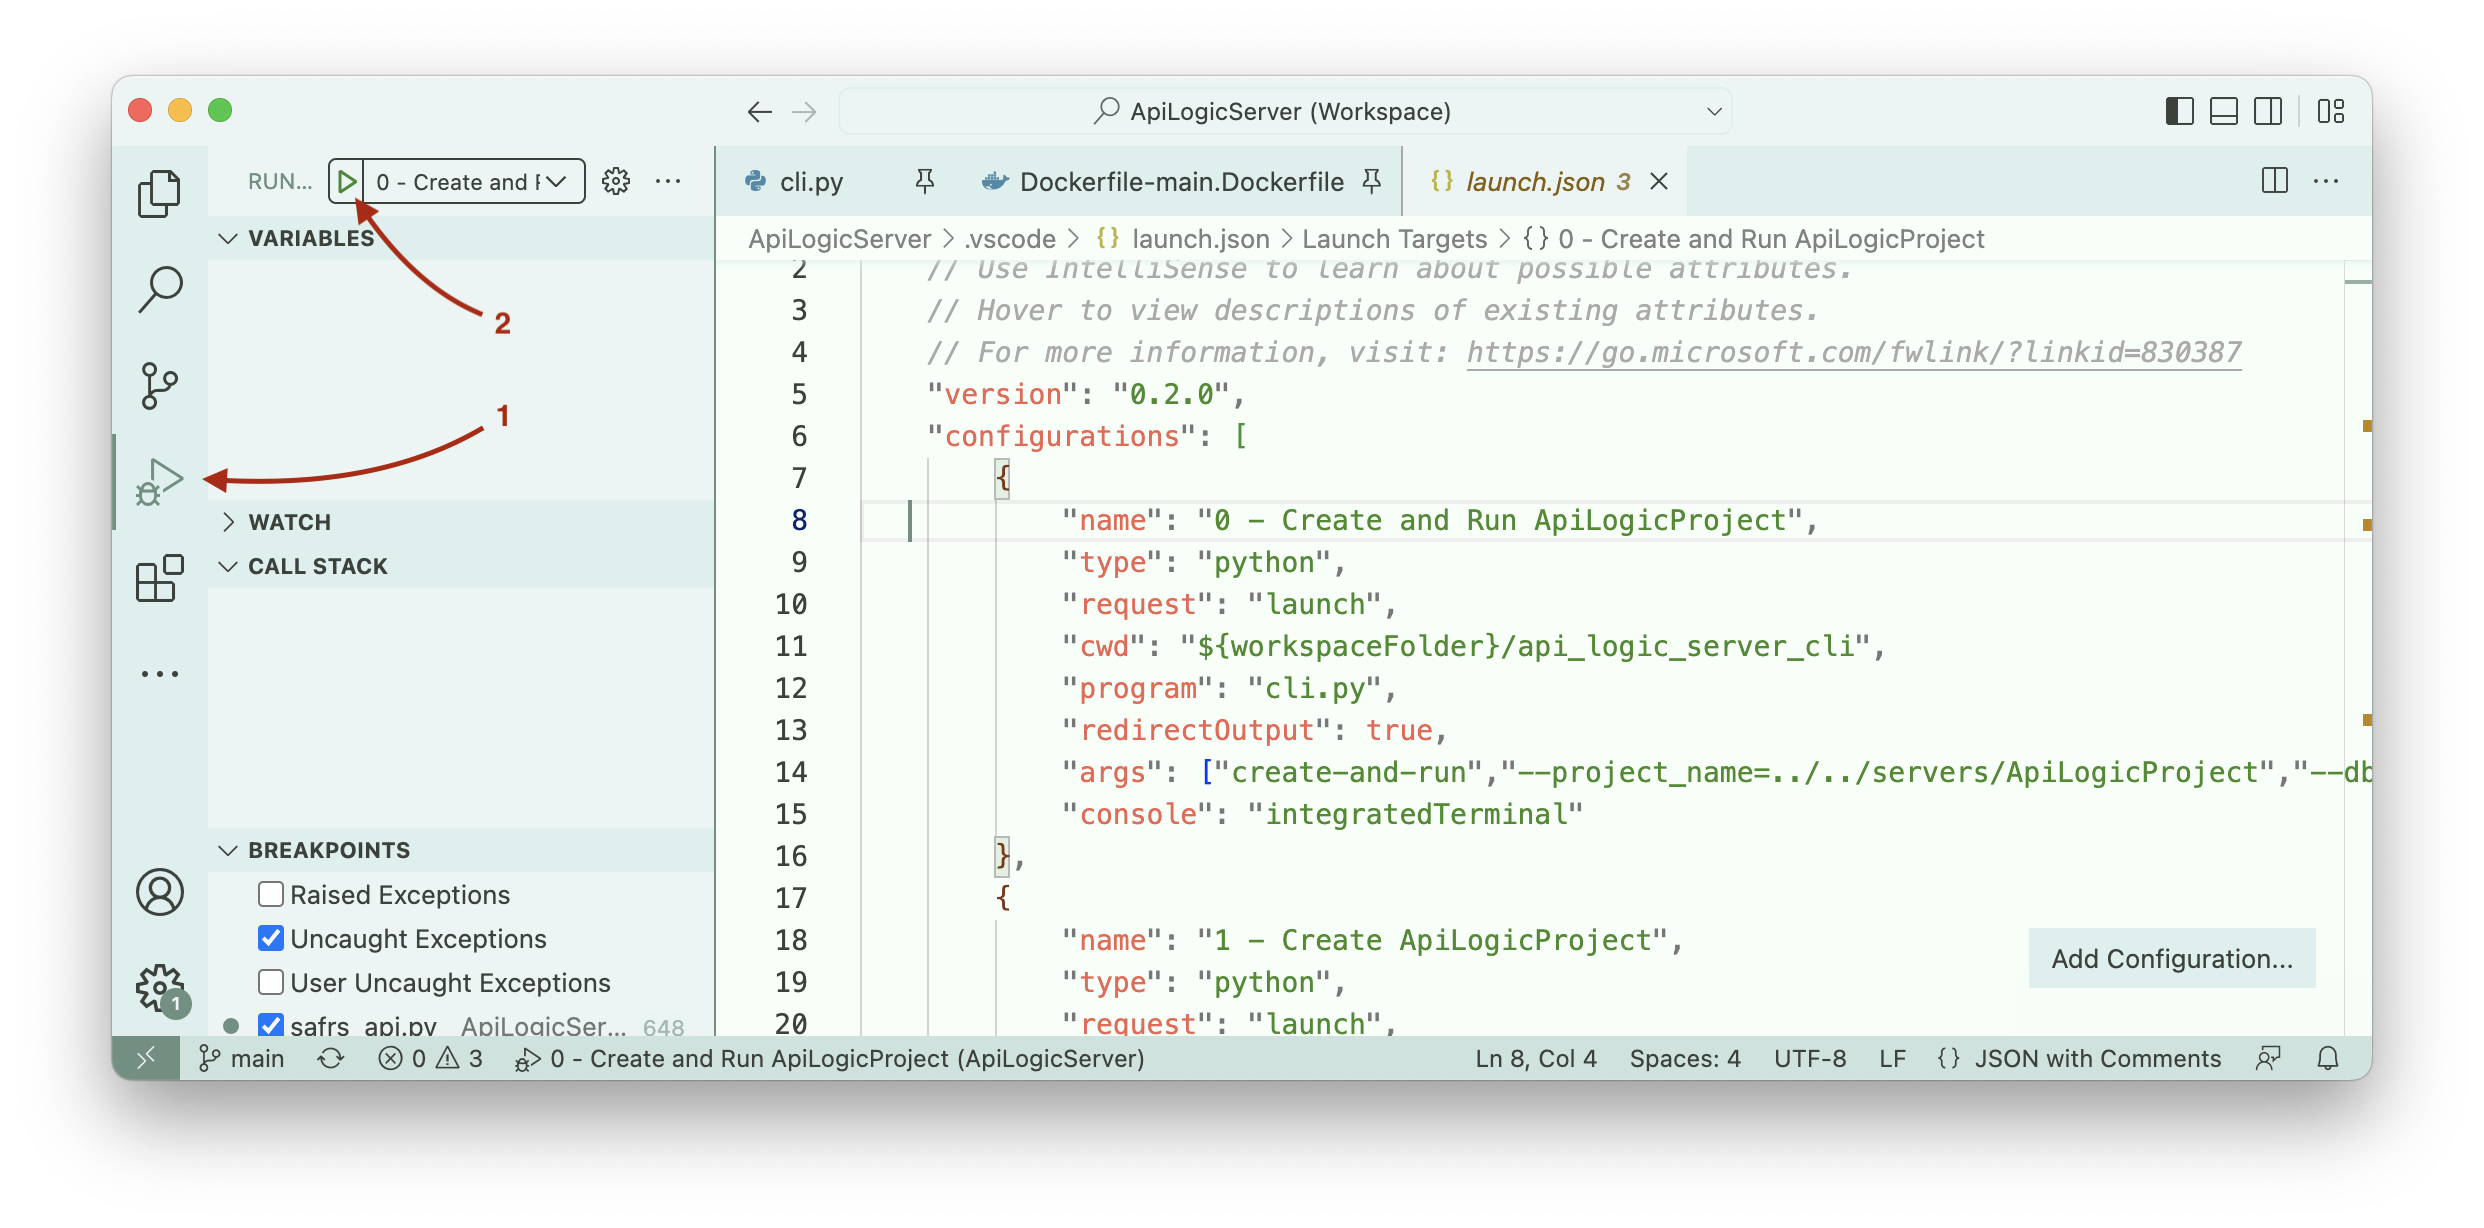 ApiLogicServer (Workspace)
RUN...
0 - Create and F
cli.py
Dockerfile-main.Dockerfile
launch.json 3
VARIABLES
ApiLogicServer > .vscode > {} launch.json > Launch Targets > {} 0 - Create and Run ApiLogicProject
2 // Use IntelliSense to learn about possible attributes.
3 // Hover to view descriptions of existing attributes.
2
4 // For more information, visit: https://go.microsoft.com/fwlink/?linkid=830387
5 "version": "0.2.0",
1
6 "configurations": [
7 {
WATCH
8 "name": "0 - Create and Run ApiLogicProject",
CALL STACK
9 "type": "python",
10 "request": "launch",
11 "cwd": "${workspaceFolder}/api_logic_server_cli",
12 "program": "cli.py",
13 "redirectOutput": true,
14 "args": ["create-and-run","--project_name=../../servers/ApiLogicProject","--db
15 "console": "integratedTerminal"
BREAKPOINTS
16 },
Raised Exceptions
17 {
Uncaught Exceptions
18 "name": "1 - Create ApiLogicProject",
Add Configuration...
User Uncaught Exceptions
19 "type": "python",
1
safrs_api.py ApiLogicSer... 648
20 "request": "launch",
main
0 3
0 - Create and Run ApiLogicProject (ApiLogicServer)
Ln 8, Col 4
Spaces: 4
UTF-8
LF
{} JSON with Comments